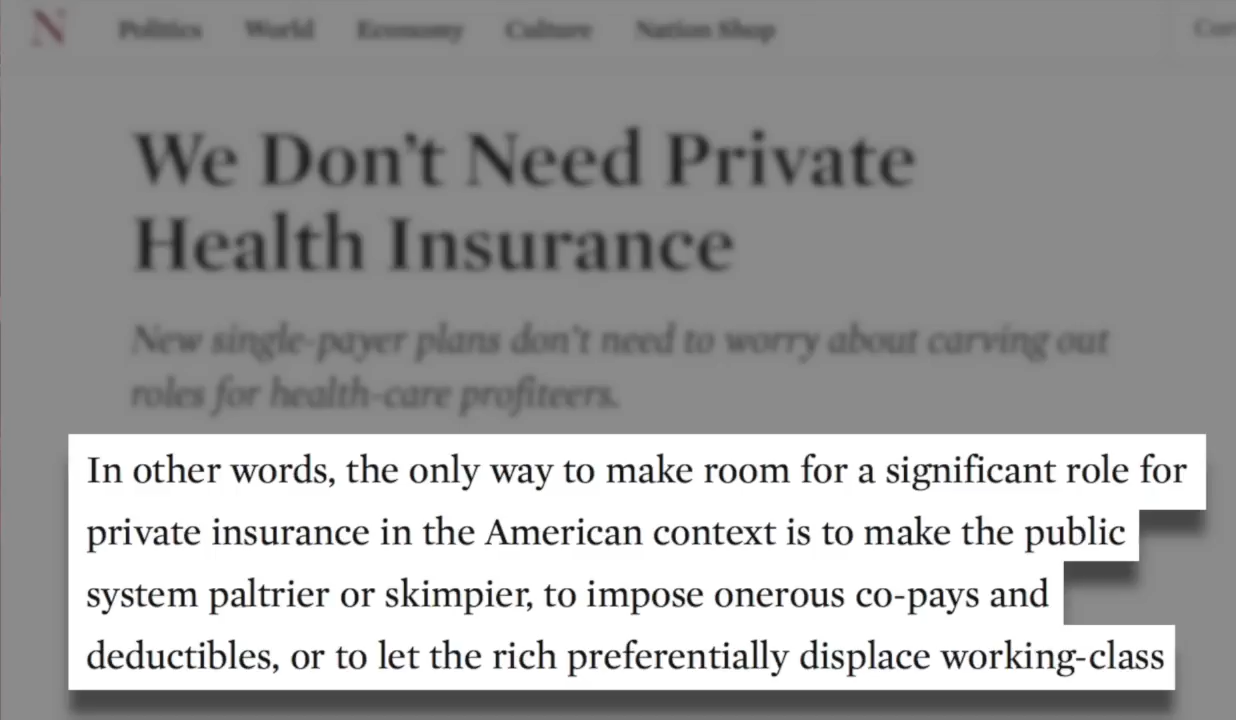 N Politics World Economy Culture Nation Shop
We Don't Need Private
Health Insurance
New single-payer plans don't need to worry about carving out
roles for health-care profiteers.
In other words, the only way to make room for a significant role for
private insurance in the American context is to make the public
system paltrier or skimpier, to impose onerous co-pays and
deductibles, or to let the rich preferentially displace working-class